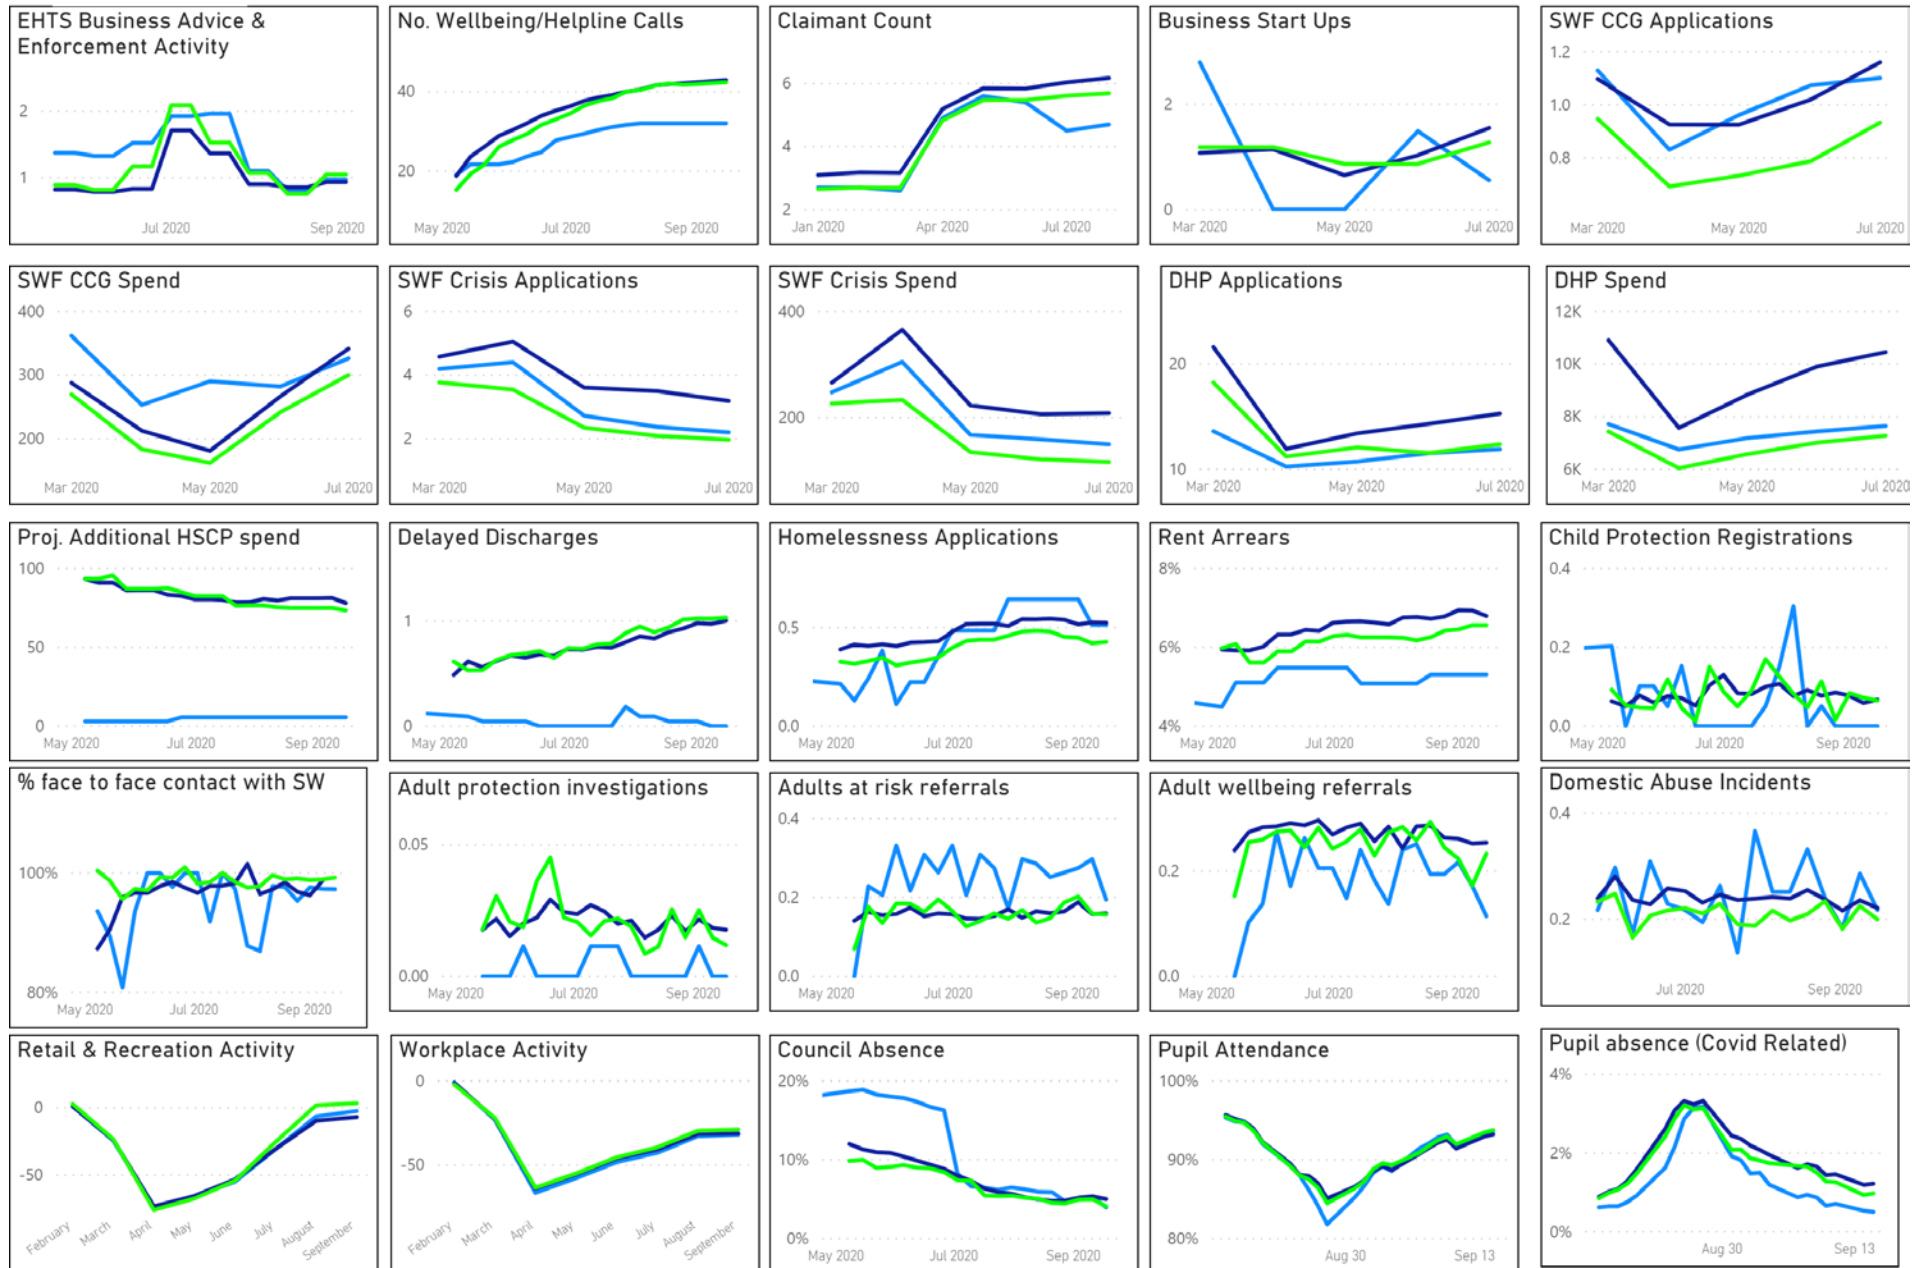 EHTS Business Advice &
Enforcement Activity
2
1
Jul 2020 Sep 2020
No. Wellbeing/Helpline Calls
40
20
May 2020 Jul 2020 Sep 2020
Claimant Count
6
4
2
Jan 2020 Apr 2020 Jul 2020
Business Start Ups
2
0
Mar 2020 May 2020 Jul 2020
SWF CCG Applications
1.2
1.0
0.8
Mar 2020 May 2020 Jul 2020
SWF CCG Spend
400
300
200
Mar 2020 May 2020 Jul 2020
SWF Crisis Applications
6
4
2
Mar 2020 May 2020 Jul 2020
SWF Crisis Spend
400
200
Mar 2020 May 2020 Jul 2020
DHP Applications
20
10
Mar 2020 May 2020 Jul 2020
DHP Spend
12K
10K
8K
6K
Mar 2020 May 2020 Jul 2020
Proj. Additional HSCP spend
100
50
0
May 2020 Jul 2020 Sep 2020
Delayed Discharges
1
0
May 2020 Jul 2020 Sep 2020
Homelessness Applications
0.5
0.0
May 2020 Jul 2020 Sep 2020
Rent Arrears
8%
6%
4%
May 2020 Jul 2020 Sep 2020
Child Protection Registrations
0.4
0.2
0.0
May 2020 Jul 2020 Sep 2020
% face to face contact with SW
100%
80%
May 2020 Jul 2020 Sep 2020
Adult protection investigations
0.05
0.00
May 2020 Jul 2020 Sep 2020
Adults at risk referrals
0.4
0.2
0.0
May 2020 Jul 2020 Sep 2020
Adult wellbeing referrals
0.2
0.0
May 2020 Jul 2020 Sep 2020
Domestic Abuse Incidents
0.4
0.2
Jul 2020 Sep 2020
Retail & Recreation Activity
0
-50
February March April May June July August September
Workplace Activity
0
-50
February March April May June July August September
Council Absence
20%
10%
0%
May 2020 Jul 2020 Sep 2020
Pupil Attendance
100%
90%
80%
Aug 30 Sep 13
Pupil absence (Covid Related)
4%
2%
0%
Aug 30 Sep 13